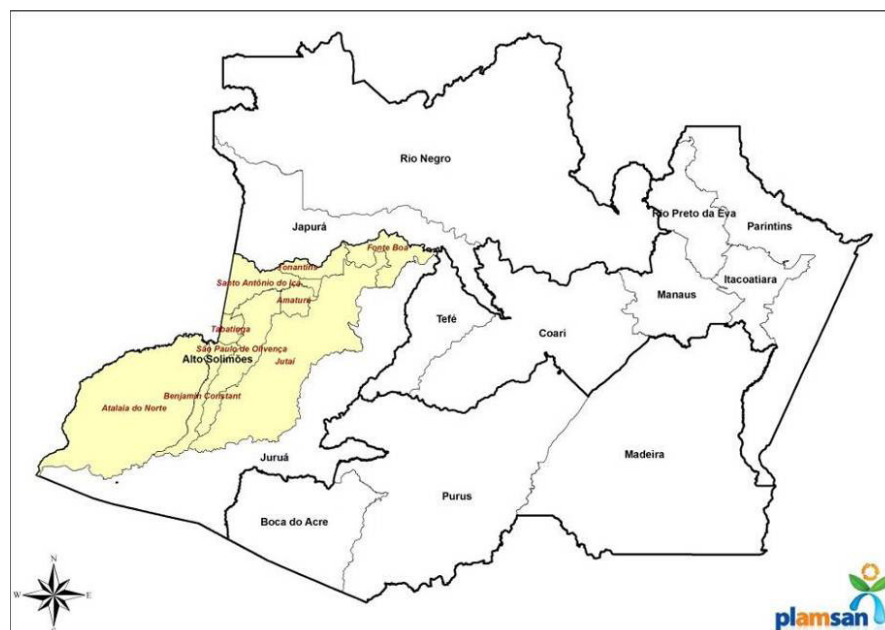 Rio Negro
Rio Preto da Eva
Parintins
Japurá
Fonte Boa
Tonantins
Santo Antônio do Içá
Itacoatiara
Manaus
Amaturá
Tefé
Tabatinga
Coari
São Paulo de Olivença
Alto Solimões
Jutaí
Benjamin Constant
Atalaia do Norte
Juruá
Madeira
Purus
Boca do Acre
N
W
E
S
plamsan